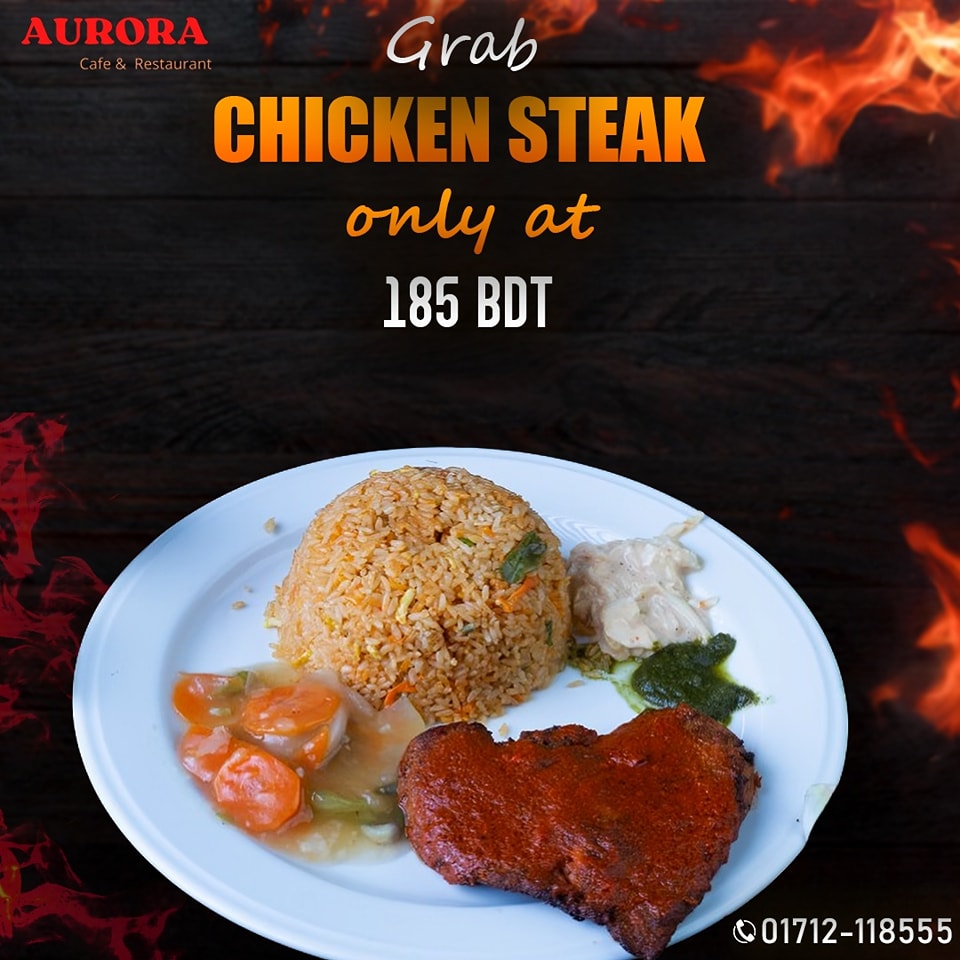 AURORA
Cafe & Restaurant
Grab
CHICKEN STEAK
only at
185 BDT
01712-118555